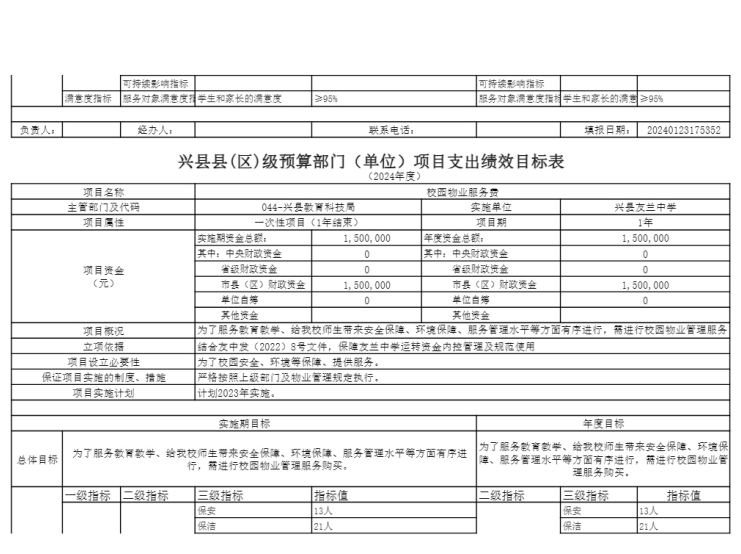 可持续影响指标 可持续影响指标
满意度指标 服务对象满意度指 学生和家长的满意度 ≥95% 服务对象满意度指标 学生和家长的满意 ≥95%
负责人: 经办人: 联系电话: 填报日期: 20240123175352
兴县县(区)级预算部门(单位)项目支出绩效目标表
(2024年度)
项目名称 校园物业服务费
主管部门及代码 044-兴县教育科技局 实施单位 兴县友兰中学
项目属性 一次性项目(1年结束) 项目期 1年
项目资金
(元)
实施期资金总额: 1,500,000 年度资金总额: 1,500,000
其中:中央财政资金 0 其中:中央财政资金 0
省级财政资金 0 省级财政资金 0
市县(区)财政资金 1,500,000 市县(区)财政资金 1,500,000
单位自筹 0 单位自筹 0
其他资金 其他资金
项目概况 为了服务教育教学、给我校师生带来安全保障、环境保障、服务管理水平等方面有序进行,需进行校园物业管理服务
立项依据 结合友中发(2022)8号文件,保障友兰中学运转资金内控管理及规范使用
项目设立必要性 为了校园安全、环境等保障、提供服务。
保证项目实施的制度、措施 严格按照上级部门及物业管理规定执行。
项目实施计划 计划2023年实施。
实施期目标 年度目标
总体目标
为了服务教育教学、给我校师生带来安全保障、环境保障、服务管理水平等方面有序进
行,需进行校园物业管理服务购买。
为了服务教育教学、给我校师生带来安全保障、环境保
障、服务管理水平等方面有序进行,需进行校园物业管
理服务购买。
一级指标 二级指标 三级指标 指标值 二级指标 三级指标 指标值
保安 13人 保安 13人
保洁 21人 保洁 21人